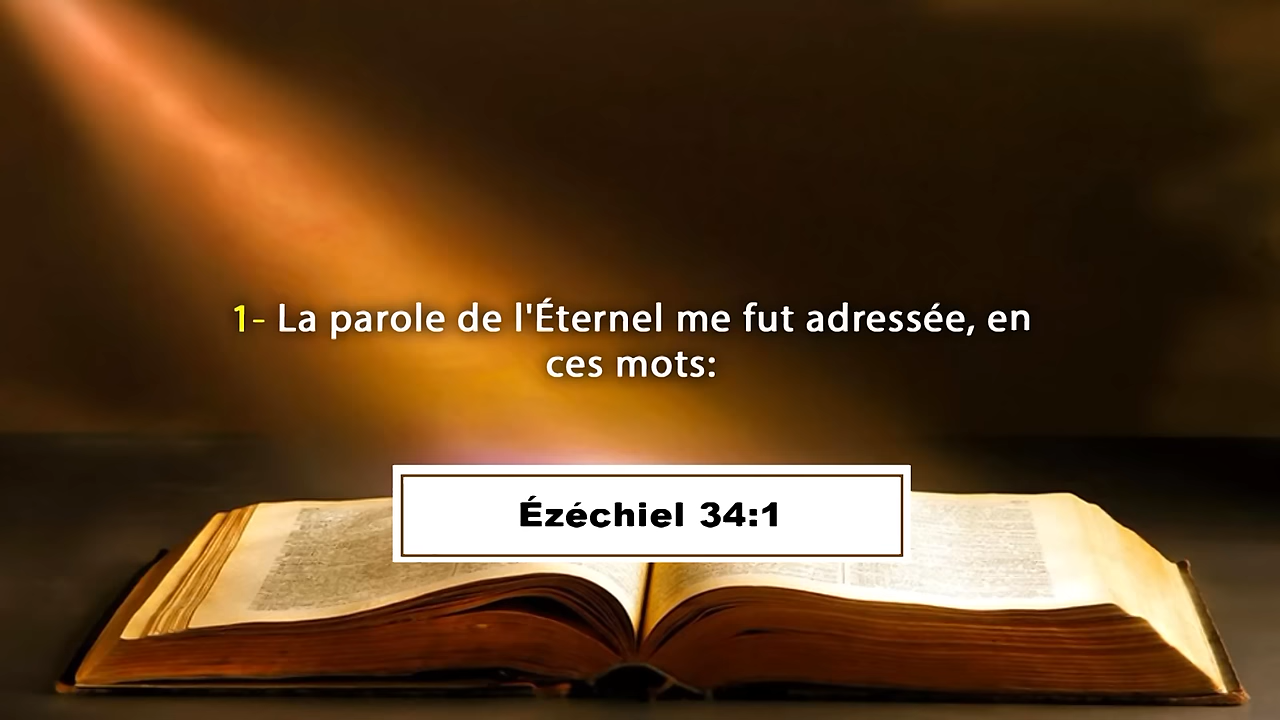 1- La parole de l'Éternel me fut adressée, en
ces mots:
Ézéchiel 34:1